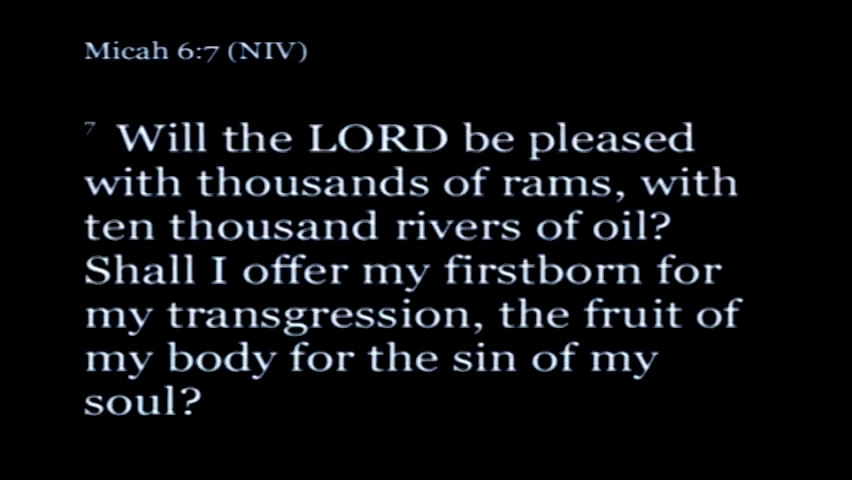 Micah 6:7 (NIV)
7 Will the LORD be pleased
with thousands of rams, with
ten thousand rivers of oil?
Shall I offer my firstborn for
my transgression, the fruit of
my body for the sin of my
soul?